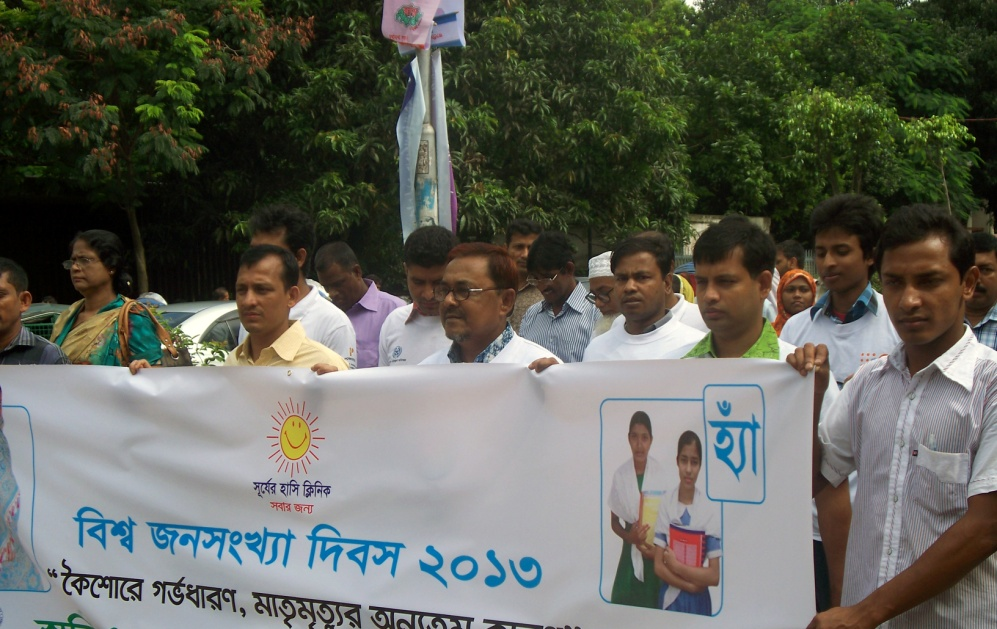 সূর্যের হাসি ক্লিনিক
সবার জন্য
হ্যাঁ
বিশ্ব জনসংখ্যা দিবস ২০১৩
“কৈশোরে গর্ভধারণ, মাতৃমৃত্যুর অন্যতম